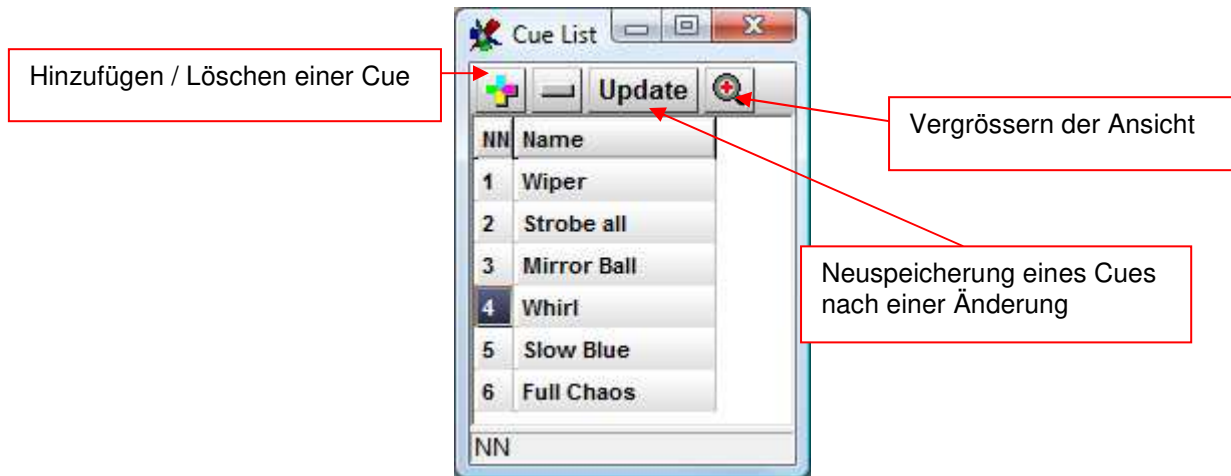 Cue List
Hinzufügen / Löschen einer Cue
Update
Vergrössern der Ansicht
NN Name
1 Wiper
2 Strobe all
3 Mirror Ball
4 Whirl
5 Slow Blue
6 Full Chaos
Neuspeicherung eines Cues
nach einer Änderung
NN